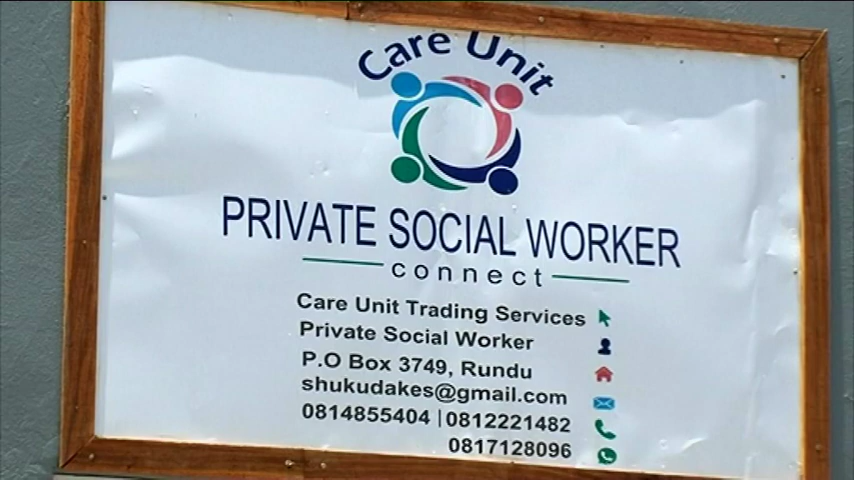 Care Unit
PRIVATE SOCIAL WORKER
connect
Care Unit Trading Services
Private Social Worker
P.O Box 3749, Rundu
shukudakes@gmail.com
0814855404 | 0812221482
0817128096